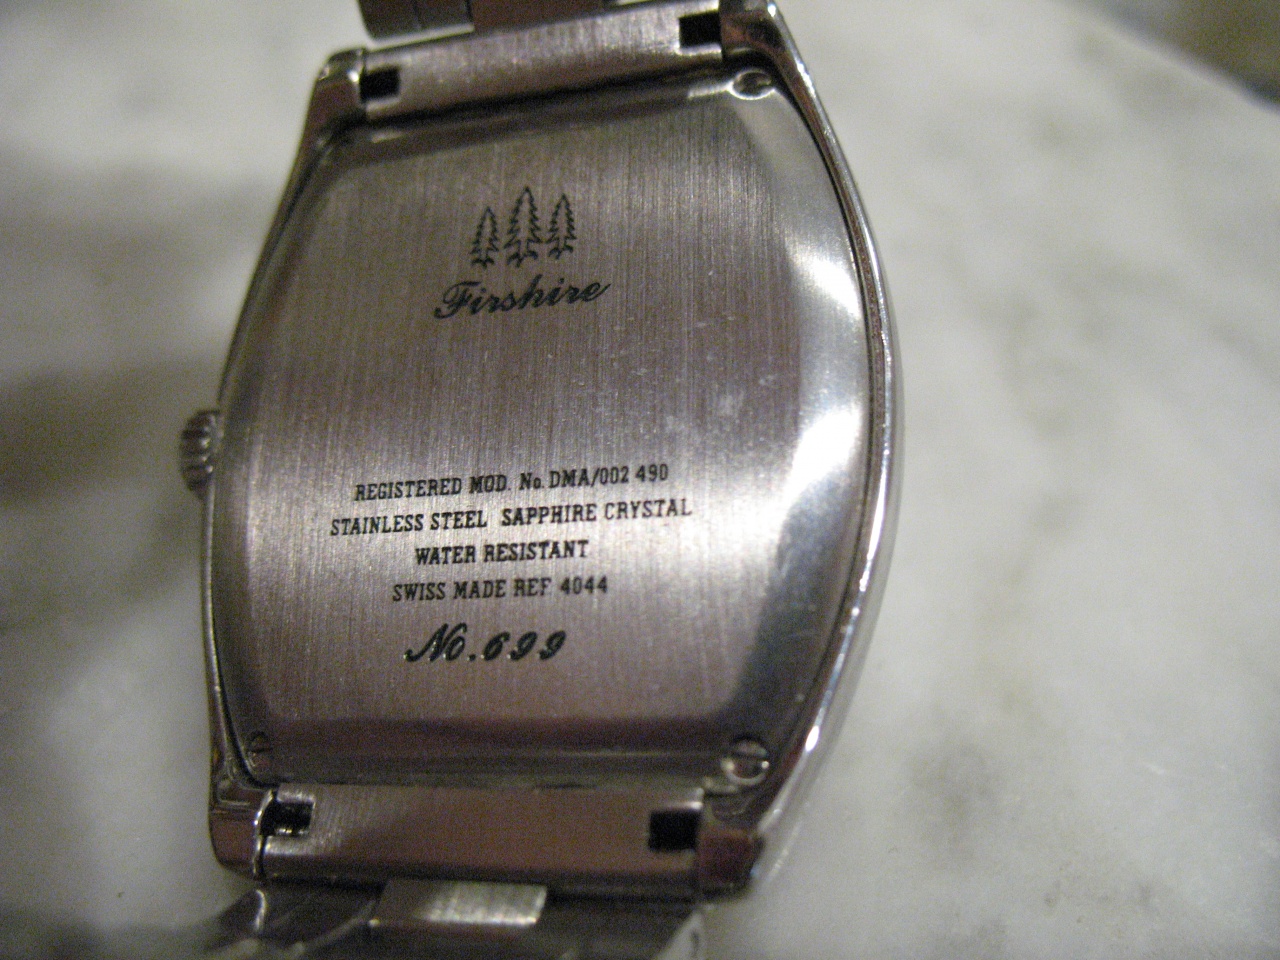 Firshire
REGISTERED MOD. No. DMA/002 490
STAINLESS STEEL SAPPHIRE CRYSTAL
WATER RESISTANT
SWISS MADE REF 4044
No. 699